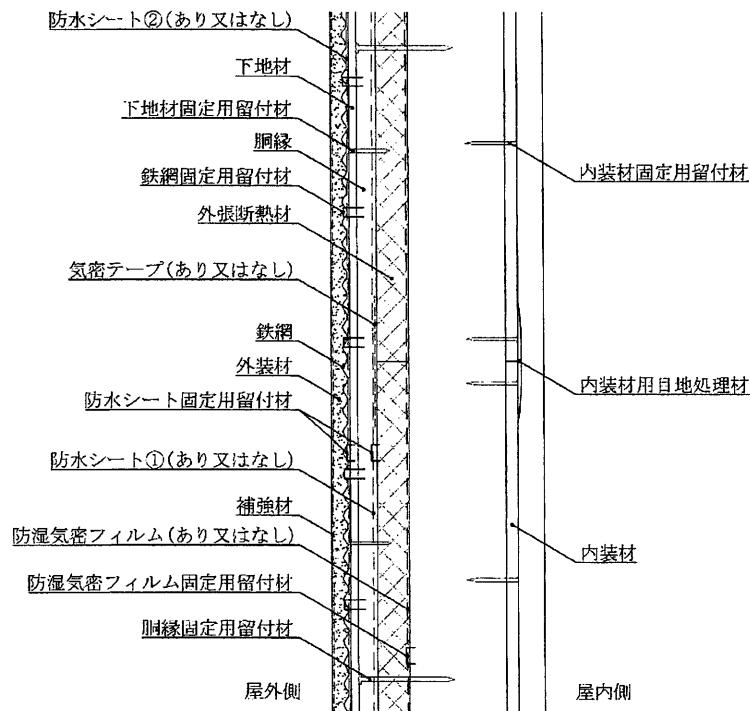 防水シート②(あり又はなし)
下地材
下地材固定用留付材
胴縁
鉄網固定用留付材
外張断熱材
気密テープ(あり又はなし)
鉄網
外装材
防水シート固定用留付材
防水シート①(あり又はなし)
補強材
防湿気密フィルム(あり又はなし)
防湿気密フィルム固定用留付材
胴縁固定用留付材
屋外側
内装材固定用留付材
内装材用目地処理材
内装材
屋内側